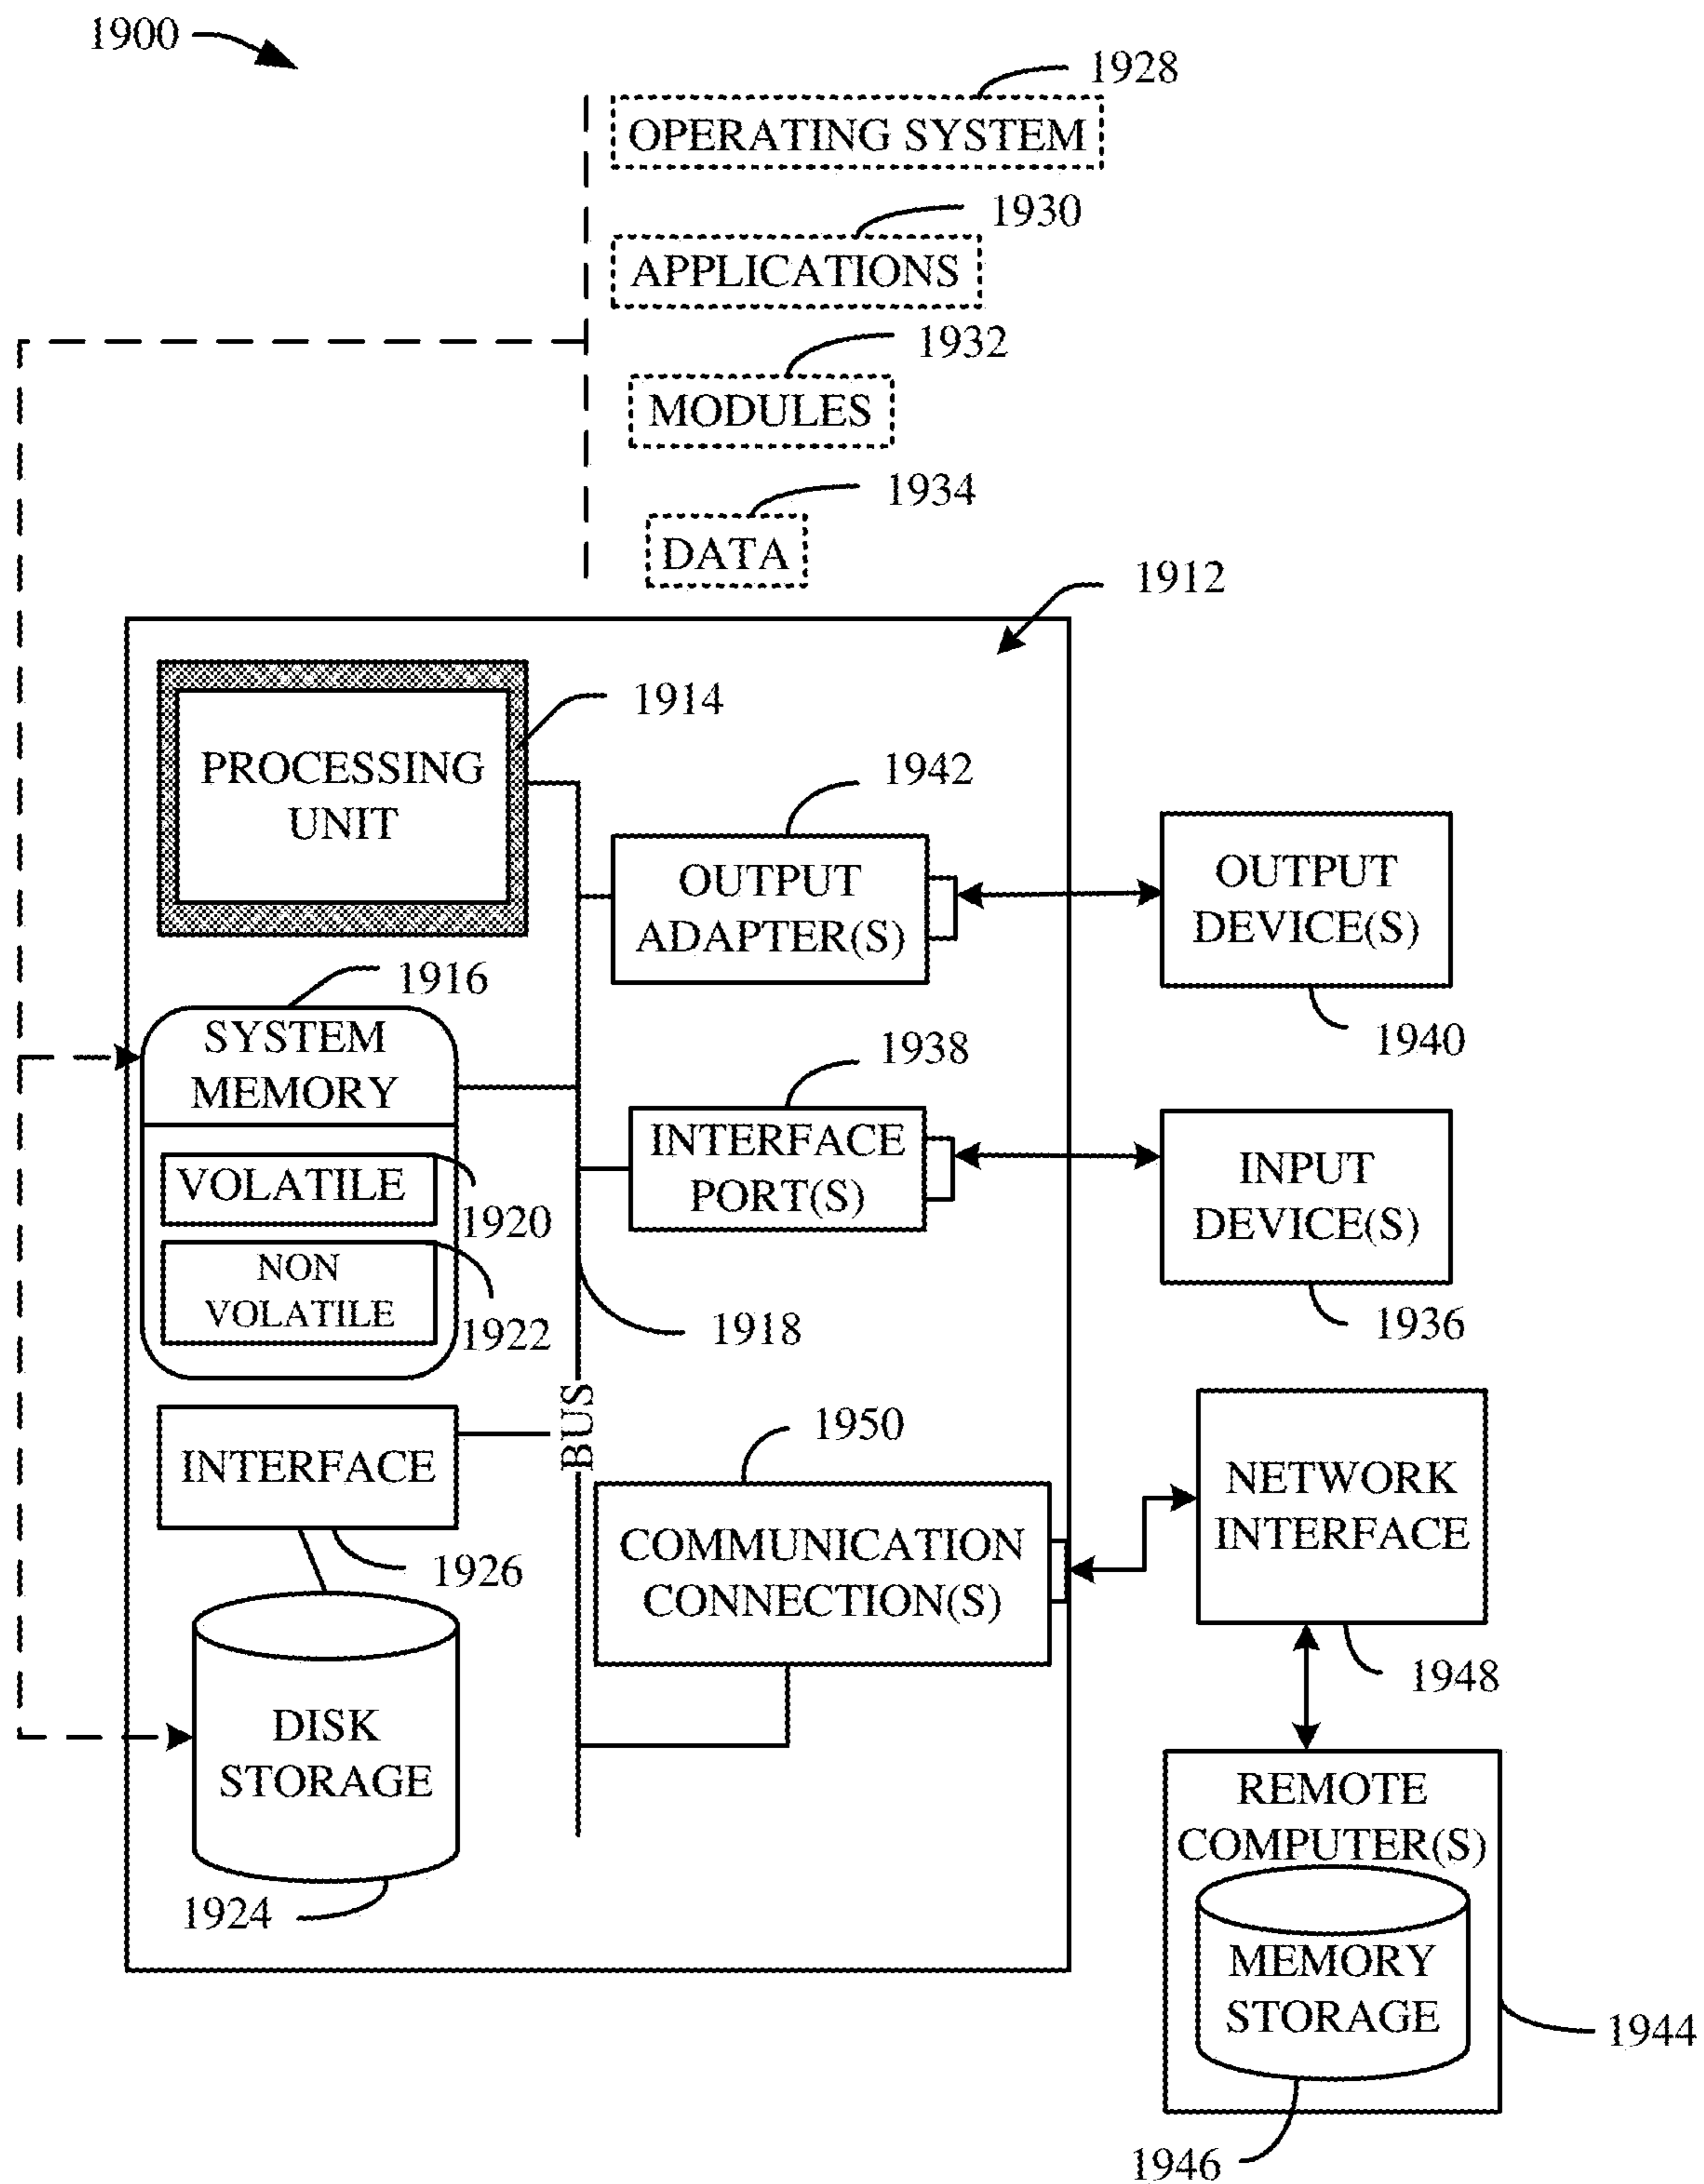 1900
1928
OPERATING SYSTEM
1930
APPLICATIONS
1932
MODULES
1934
DATA
1912
1914
PROCESSING
UNIT
1942
OUTPUT
ADAPTER(S)
OUTPUT
DEVICE(S)
1940
1916
SYSTEM
MEMORY
VOLATILE
1920
NON
VOLATILE
1922
1938
INTERFACE
PORT(S)
INPUT
DEVICE(S)
1936
1918
BUS
INTERFACE
1926
1950
COMMUNICATION
CONNECTION(S)
NETWORK
INTERFACE
1948
DISK
STORAGE
1924
REMOTE
COMPUTER(S)
MEMORY
STORAGE
1944
1946